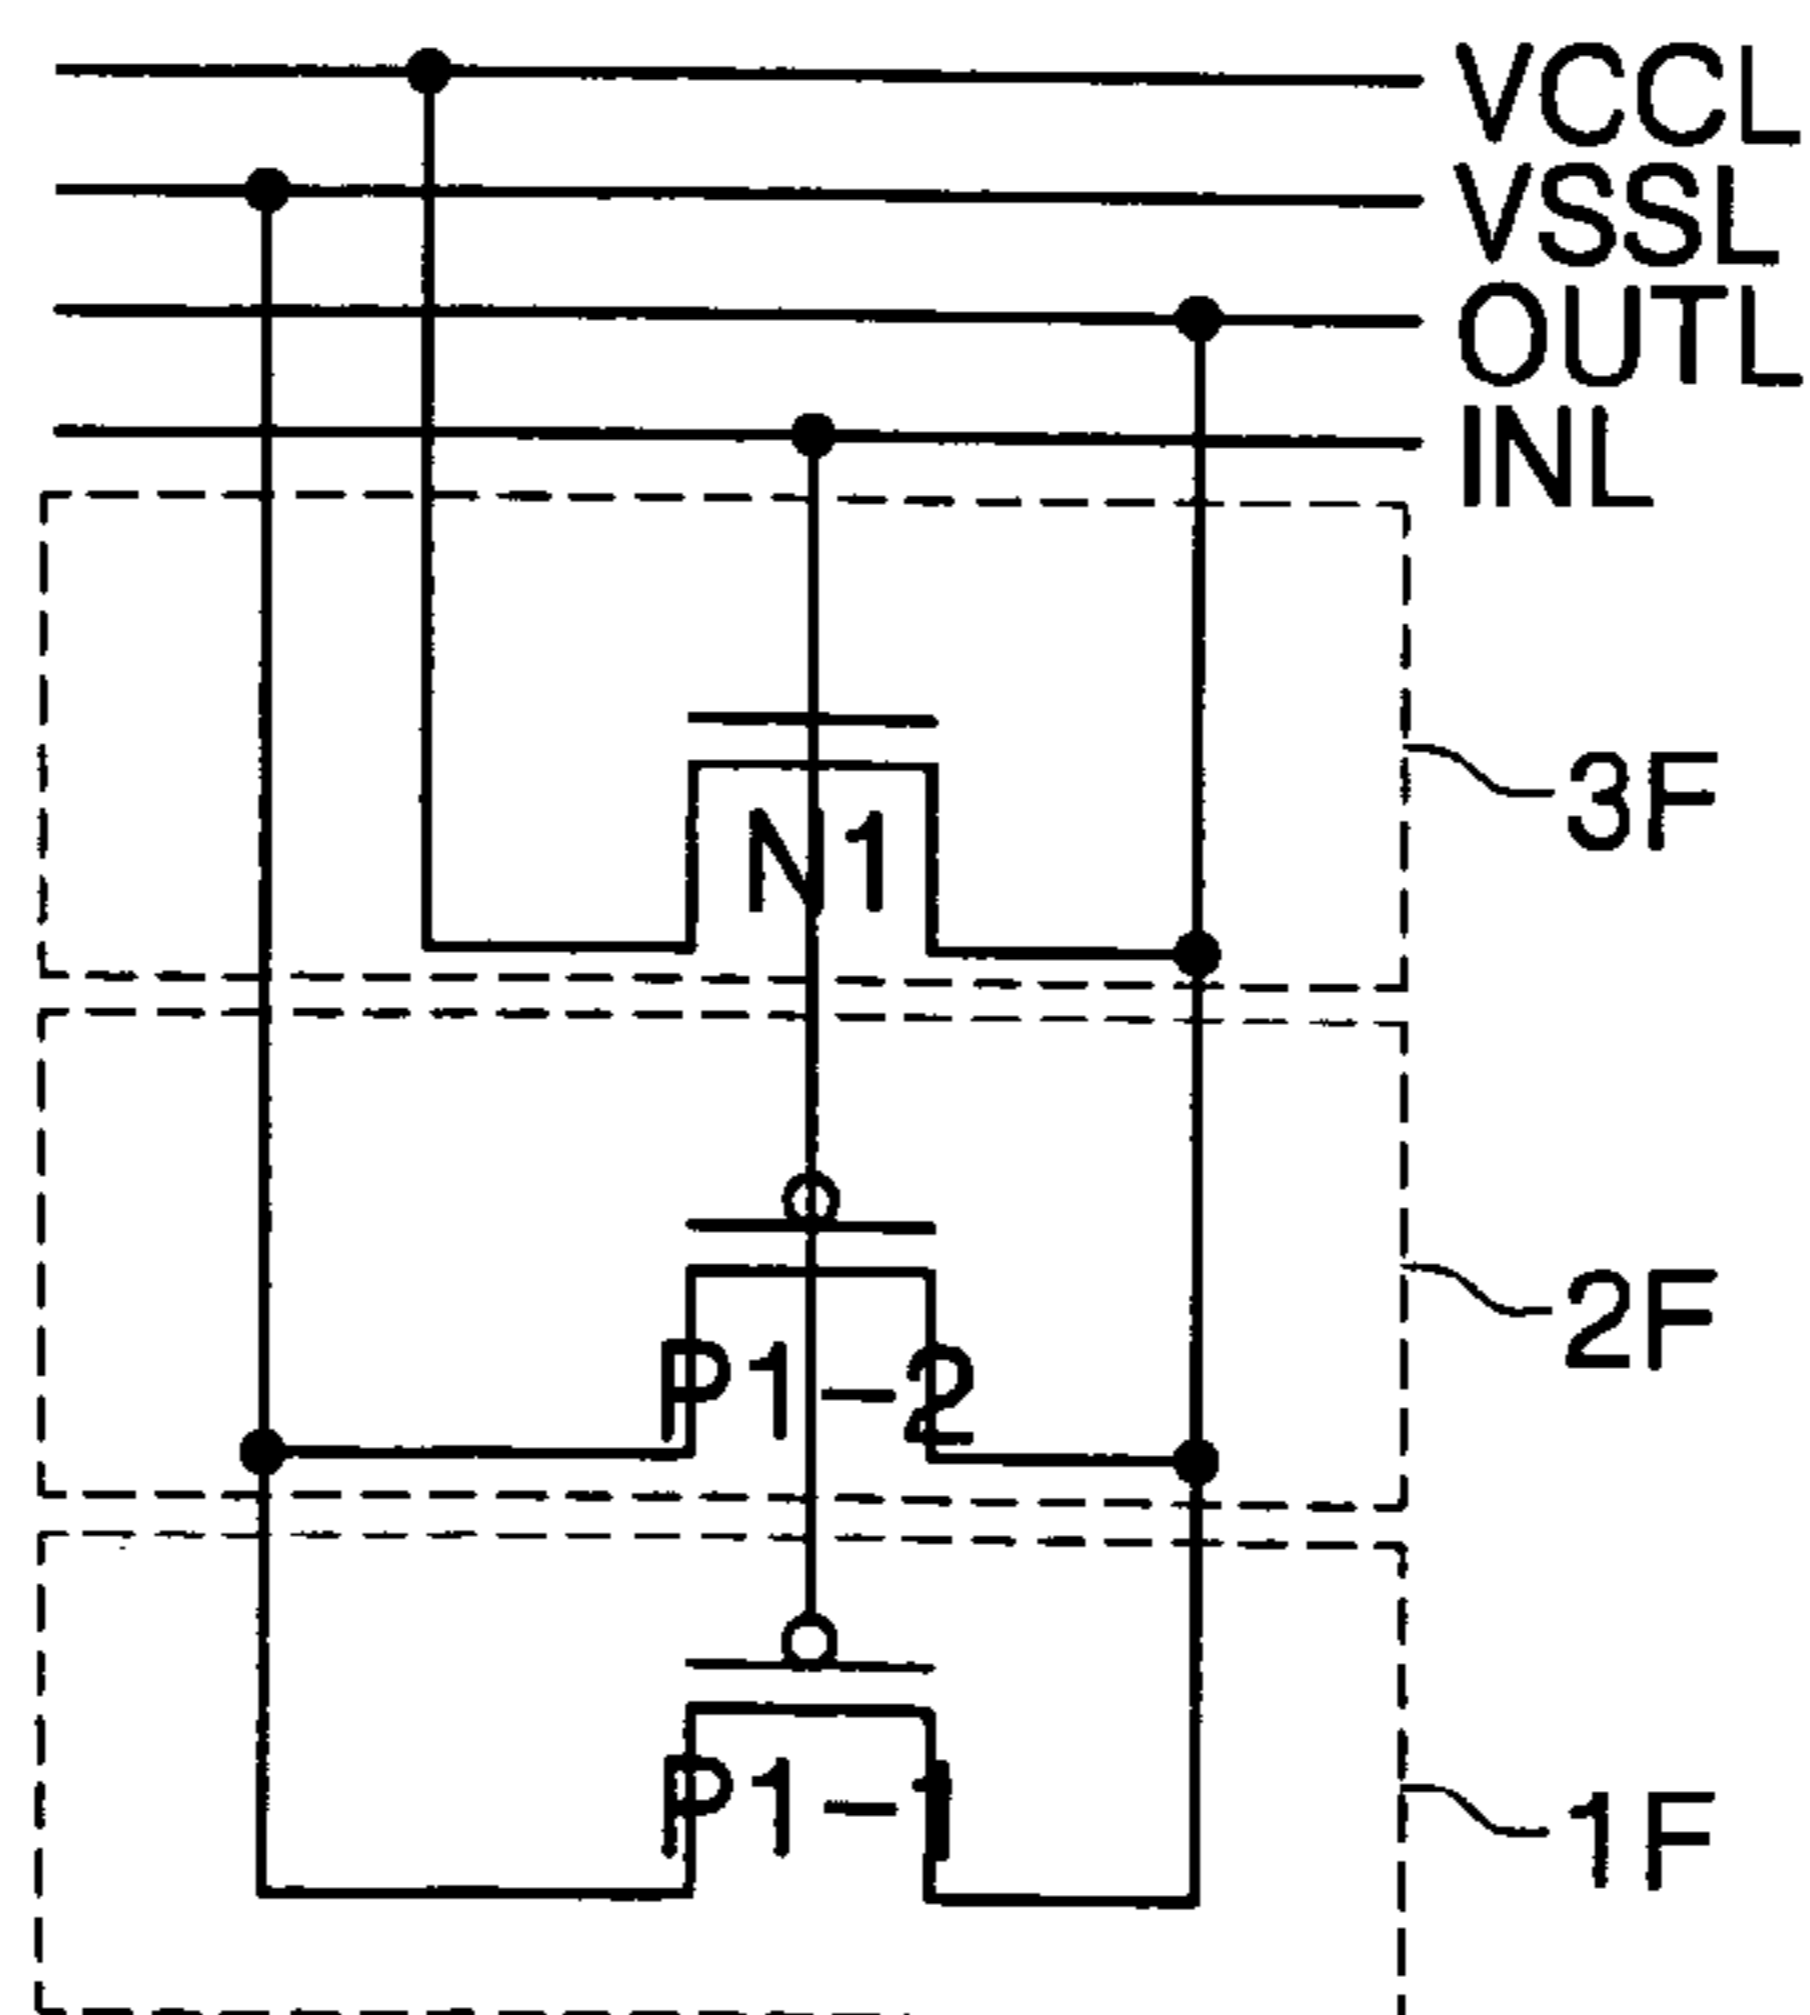 VCCL
VSSL
OUTL
INL
3F
N1
2F
P1-2
1F
P1-1